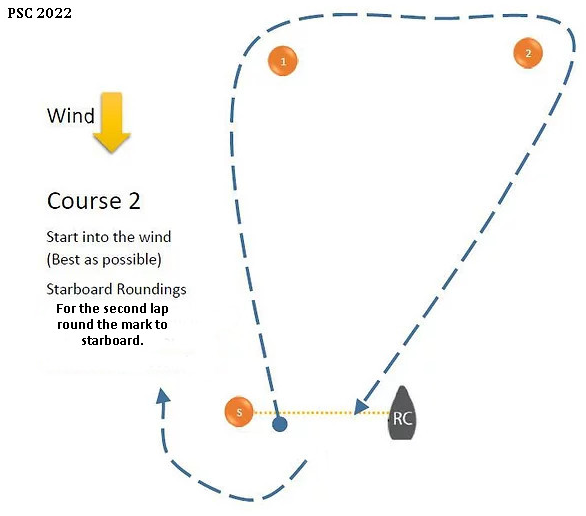 PSC 2022
1
2
Wind
Course 2
Start into the wind
(Best as possible)
Starboard Roundings
For the second lap
round the mark to
starboard.
S
RC